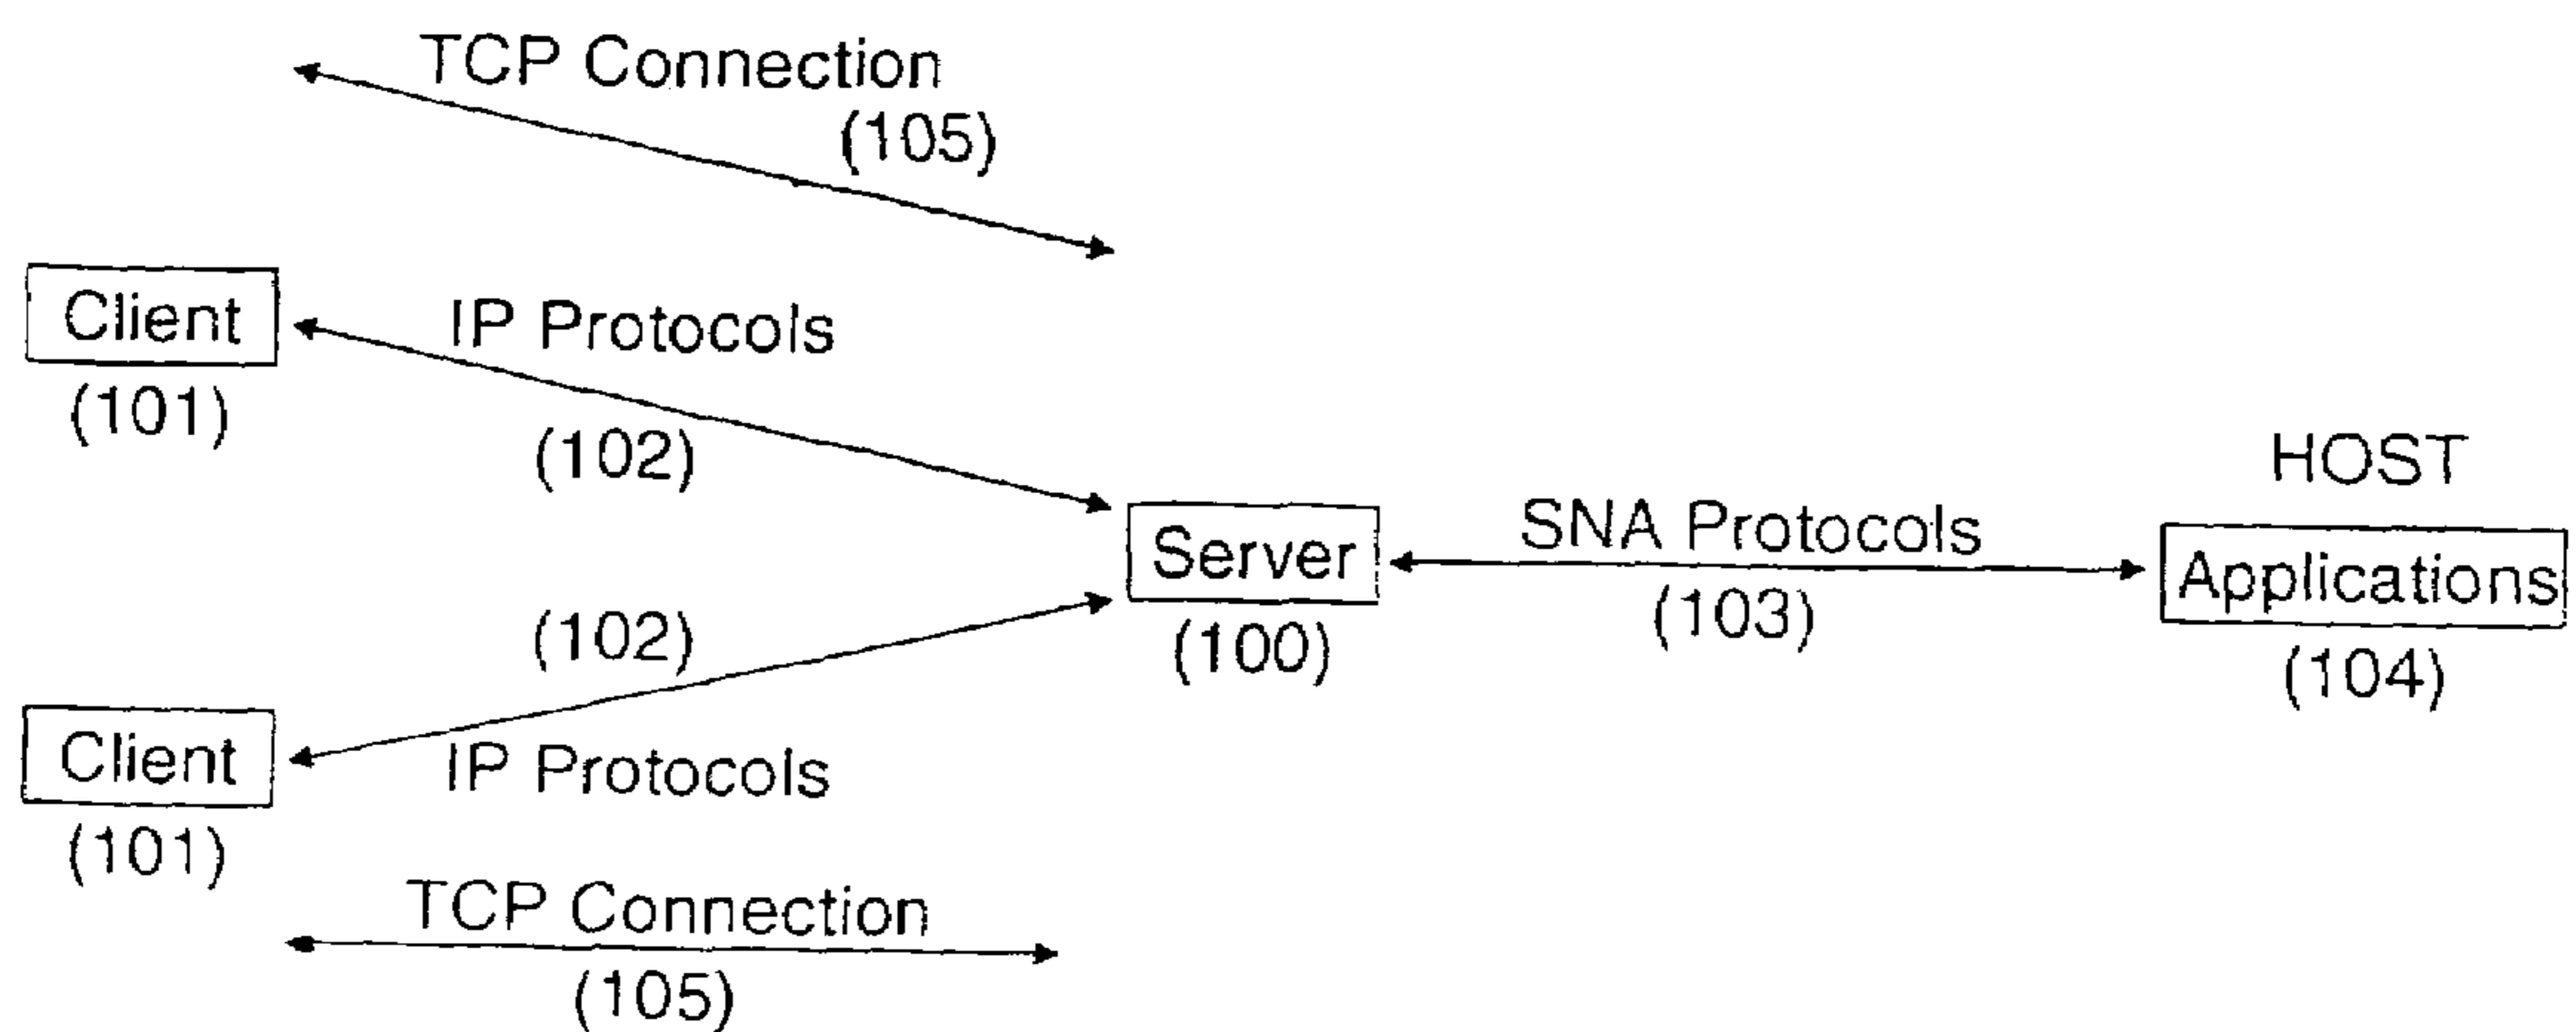 TCP Connection
(105)
Client
(101)
IP Protocols
(102)
HOST
Server
(100)
SNA Protocols
(103)
Applications
(104)
(102)
Client
(101)
IP Protocols
TCP Connection
(105)